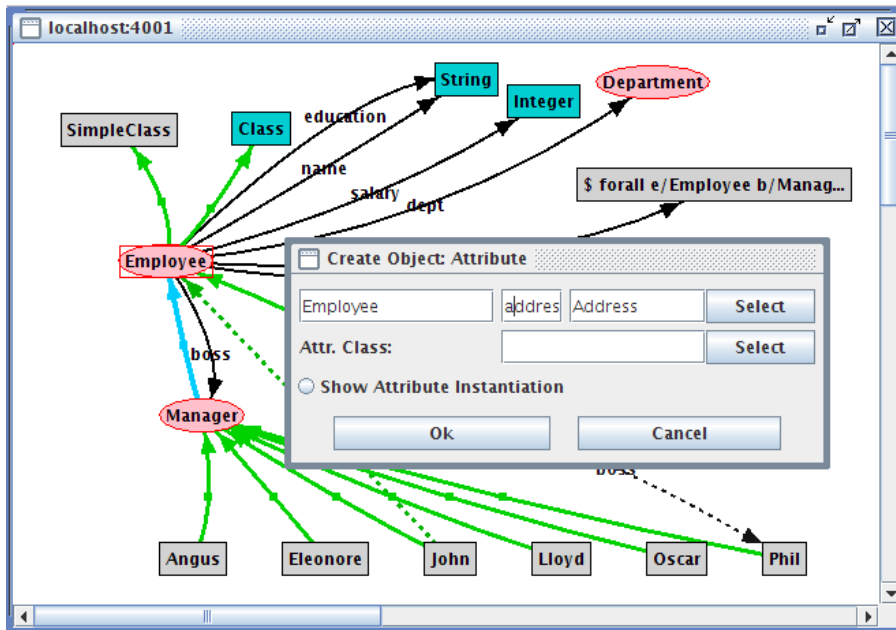 localhost:4001
String
Department
Integer
SimpleClass
Class
education
name
salary
dept
$ forall e/Employee b/Manag...
Employee
Create Object: Attribute
Employee
addres
Address
Select
Attr. Class:
Select
boss
Show Attribute Instantiation
Manager
Ok
Cancel
boss
Angus
Eleonore
John
Lloyd
Oscar
Phil